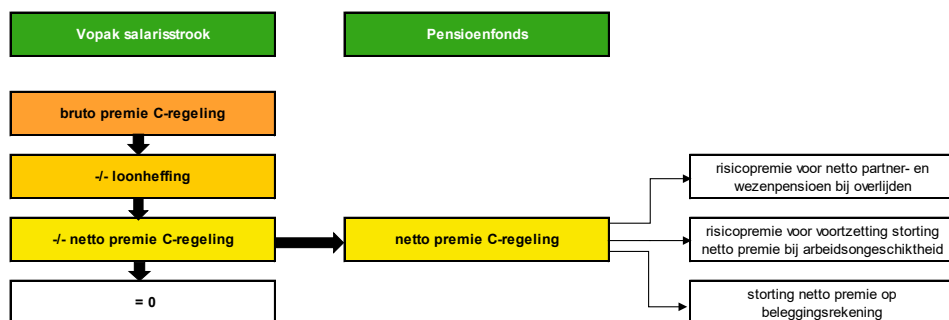 Vopak salarisstrook
Pensioenfonds
bruto premie C-regeling
-/- loonheffing
-/- netto premie C-regeling
= 0
netto premie C-regeling
risicopremie voor netto partner- en
wezenpensioen bij overlijden
risicopremie voor voortzetting storting
netto premie bij arbeidsongeschiktheid
storting netto premie op
beleggingsrekening